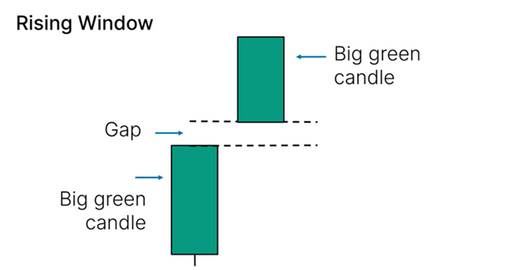 Rising Window
Big green
candle
Gap
Big green
candle